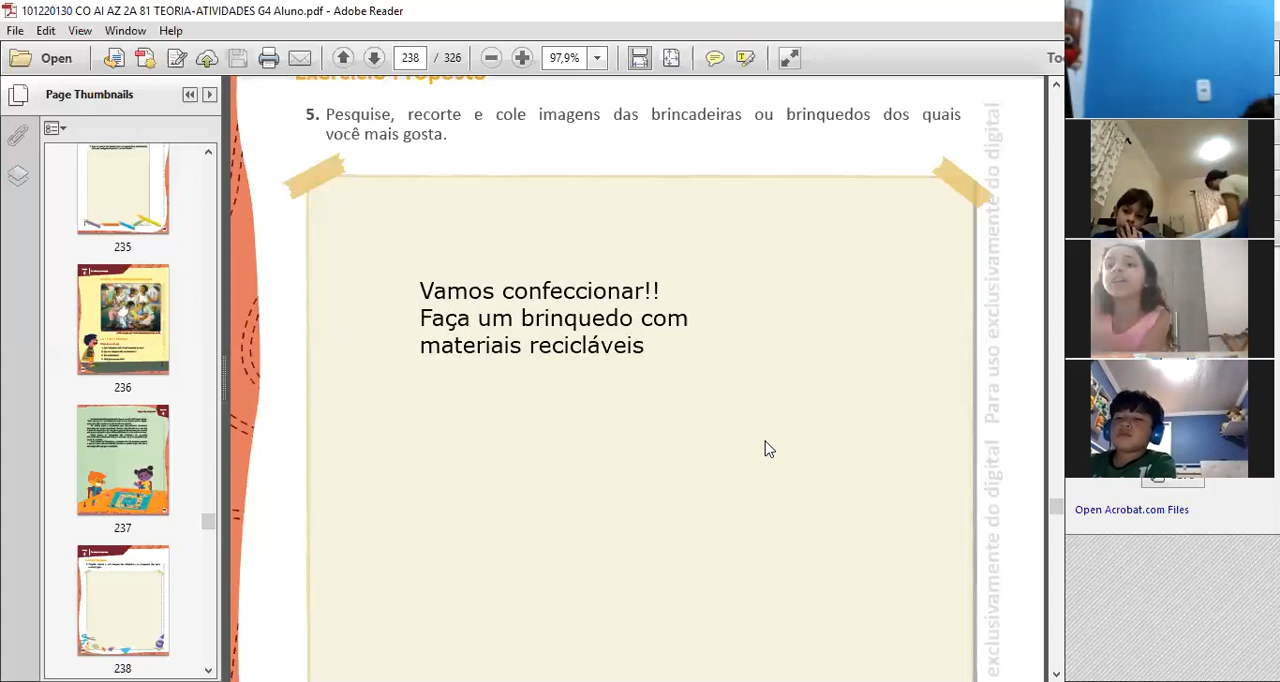 101220130 CO AI AZ 2A 81 TEORIA-ATIVIDADES G4 Aluno.pdf - Adobe Reader
File Edit View Window Help
Open 238 / 326 97,9% To
Page Thumbnails
235
236
237
238
Exercício Proposto
5. Pesquise, recorte e cole imagens das brincadeiras ou brinquedos dos quais
você mais gosta.
Vamos confeccionar!!
Faça um brinquedo com
materiais recicláveis
exclusivamente do digital Para uso exclusivamente do digital
Open Acrobat.com Files